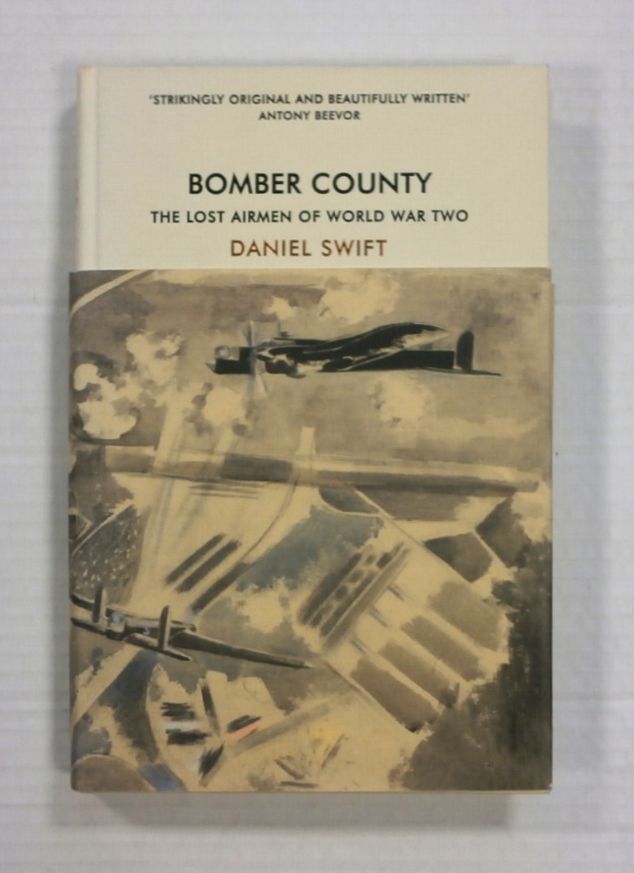 'STRIKINGLY ORIGINAL AND BEAUTIFULLY WRITTEN'
ANTONY BEEVOR
BOMBER COUNTY
THE LOST AIRMEN OF WORLD WAR TWO
DANIEL SWIFT